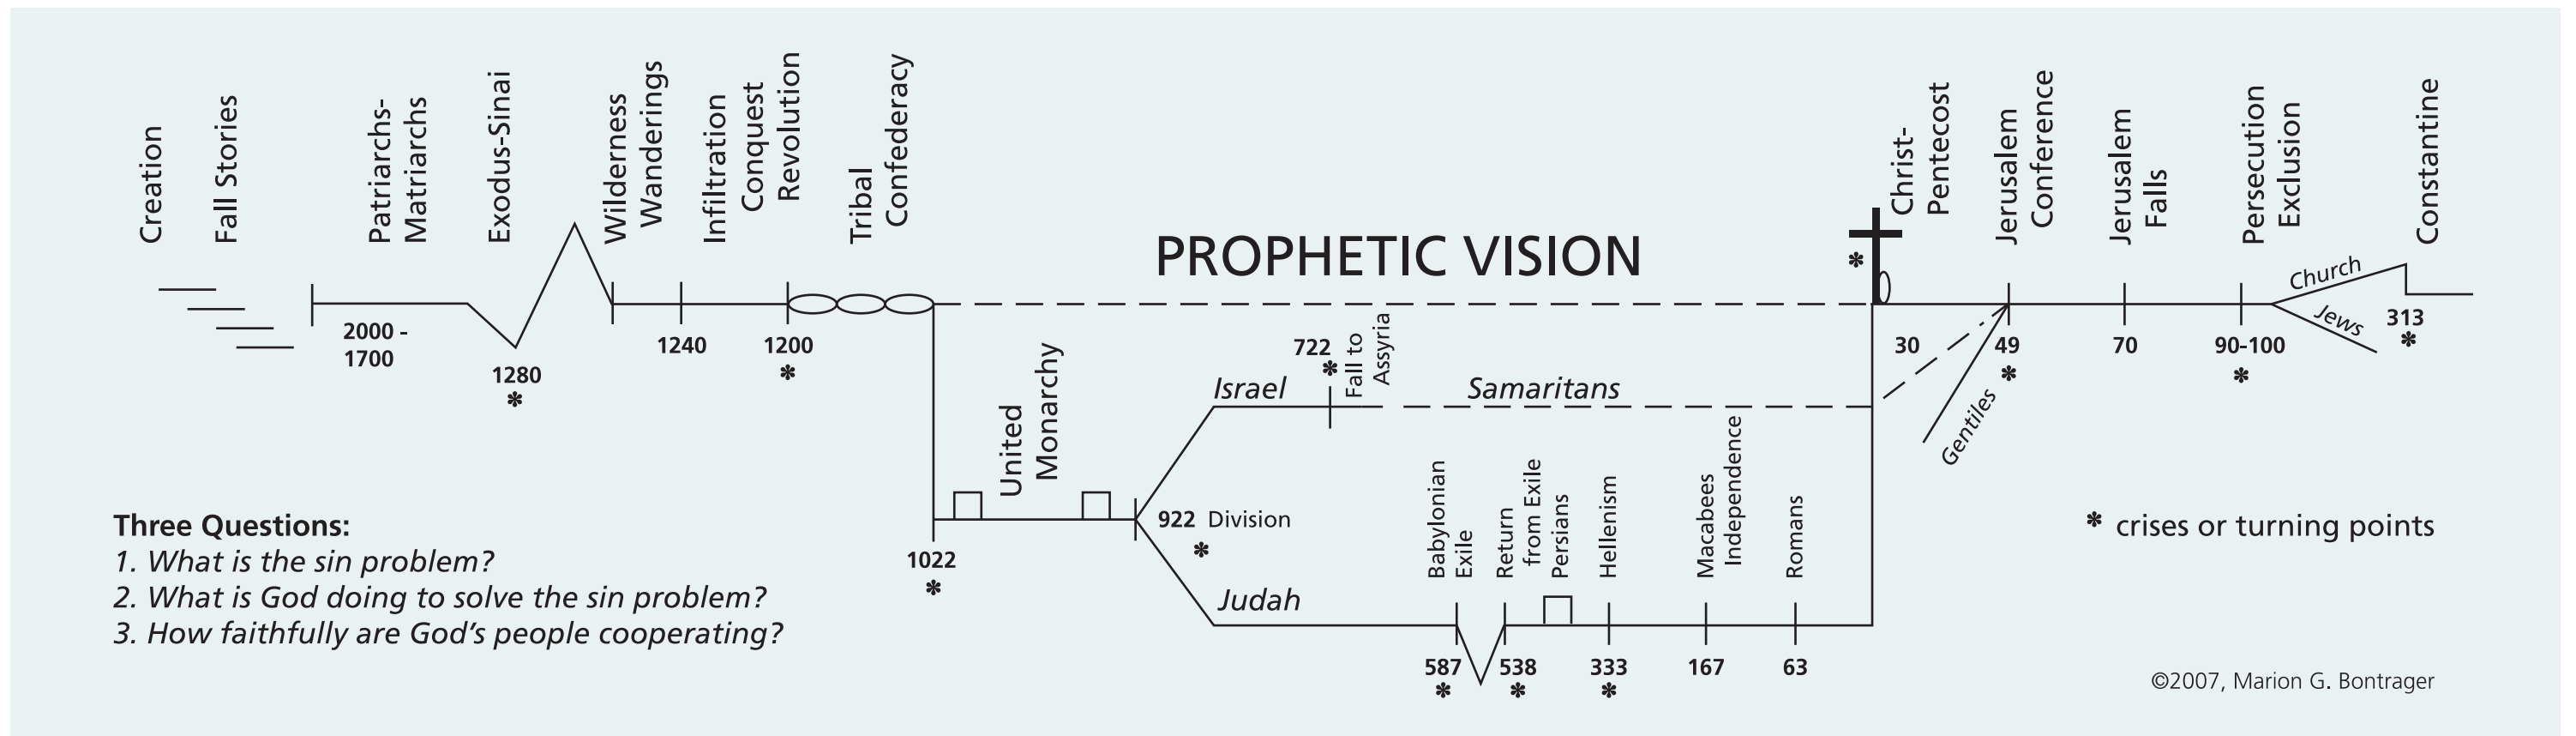 Creation
Fall Stories
Patriarchs-
Matriarchs
Exodus-Sinai
Wilderness
Wanderings
Infiltration
Conquest
Revolution
Tribal
Confederacy
PROPHETIC VISION
*
Christ-
Pentecost
Jerusalem
Conference
Jerusalem
Falls
Persecution
Exclusion
Constantine
2000 -
1700
1280
*
1240
1200
*
Church
Jews
30
49
*
70
90-100
*
313
*
Gentiles
722
*
Fall to
Assyria
Israel
Samaritans
United
Monarchy
1022
*
922 Division
*
Judah
Babylonian
Exile
Return
from Exile
Persians
Hellenism
Macabees
Independence
Romans
587
*
538
*
333
*
167
63
Three Questions:
1. What is the sin problem?
2. What is God doing to solve the sin problem?
3. How faithfully are God's people cooperating?
* crises or turning points
©2007, Marion G. Bontrager